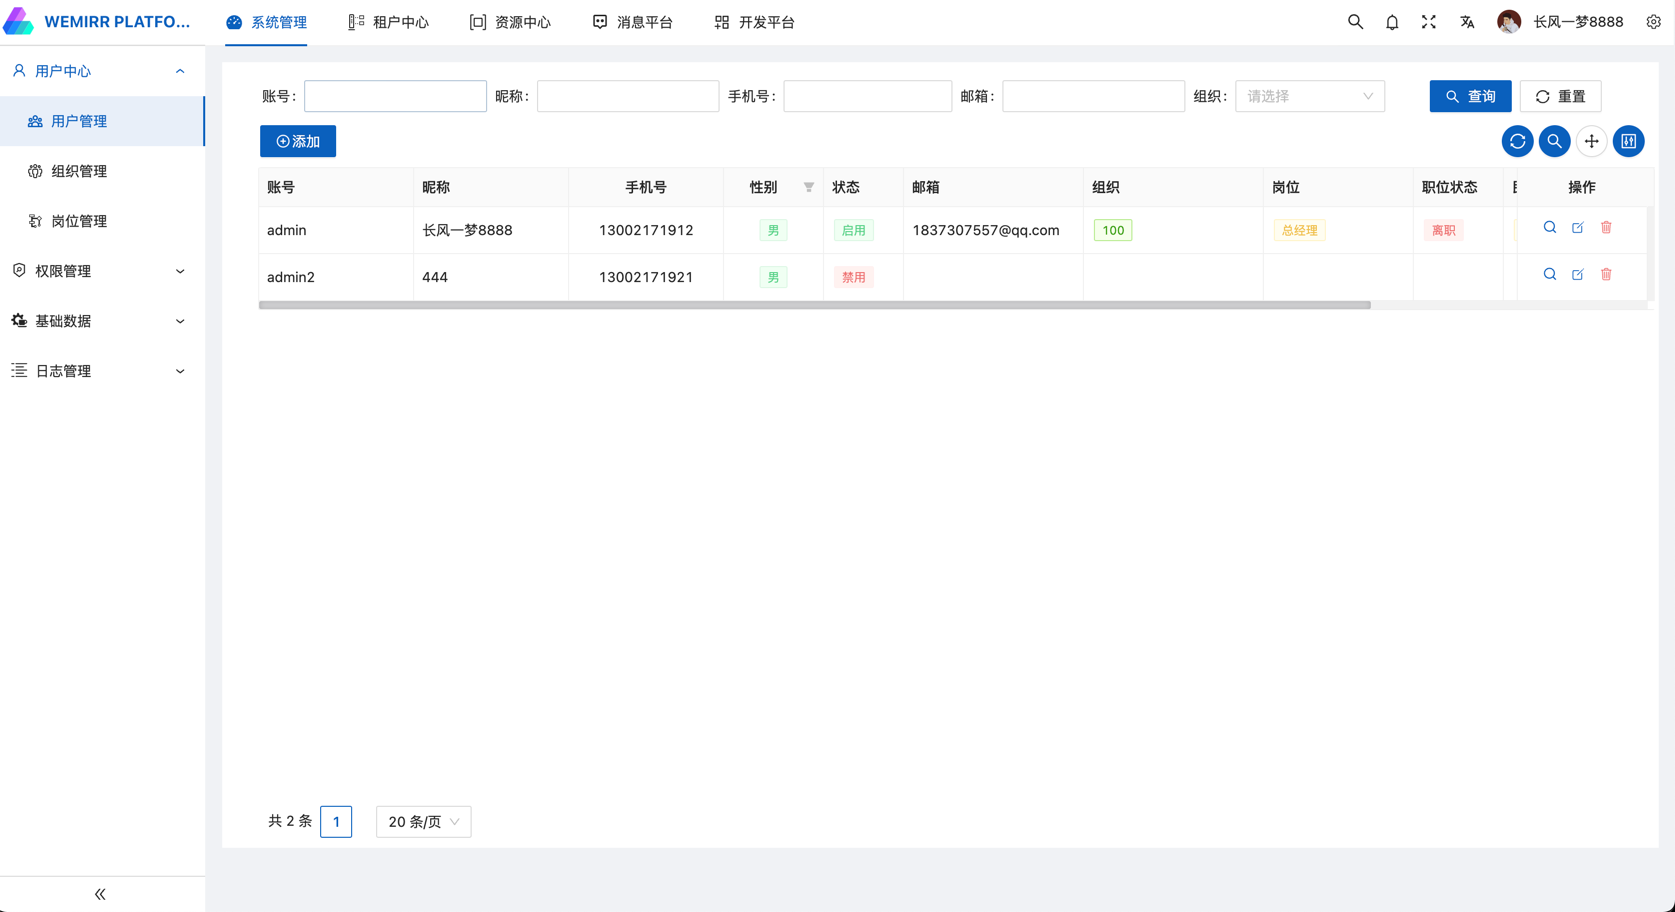 WEMIRR PLATFO...
系统管理
租户中心
资源中心
消息平台
开发平台
长风一梦8888
用户中心
用户管理
组织管理
岗位管理
权限管理
基础数据
日志管理
账号:
昵称:
手机号:
邮箱:
组织: 请选择
查询
重置
添加
账号 昵称 手机号 性别 状态 邮箱 组织 岗位 职位状态 操作
admin 长风一梦8888 13002171912 男 启用 1837307557@qq.com 100 总经理 离职
admin2 444 13002171921 男 禁用
共 2 条 1 20 条/页